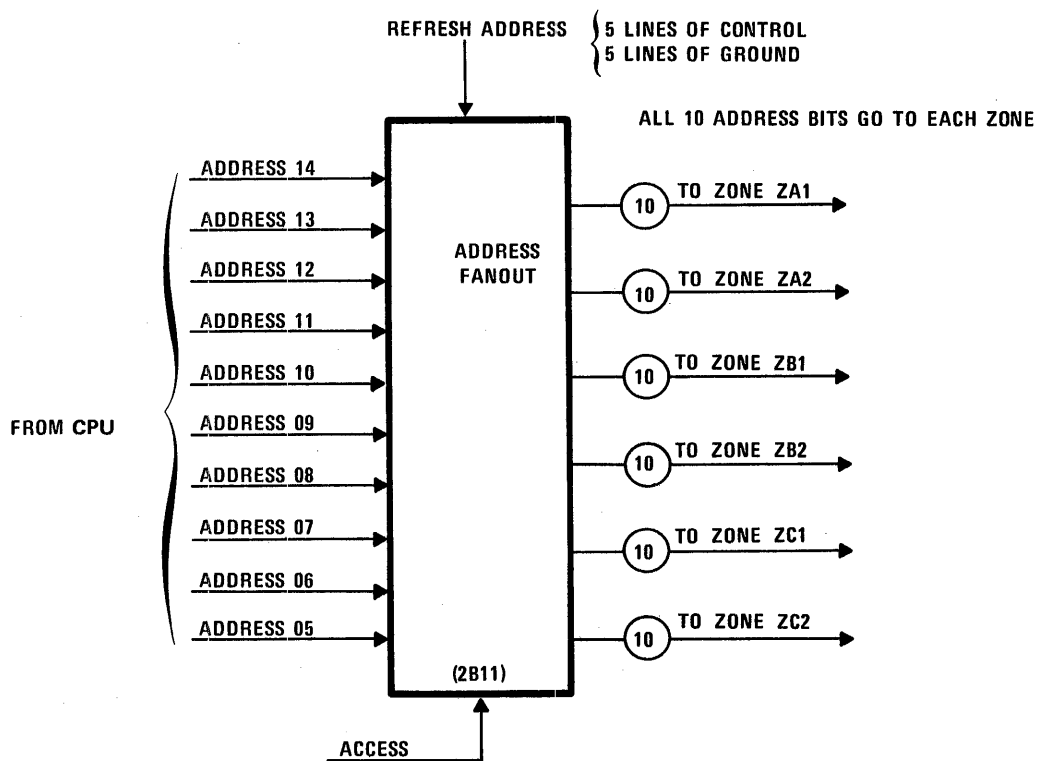 REFRESH ADDRESS
5 LINES OF CONTROL
5 LINES OF GROUND
ALL 10 ADDRESS BITS GO TO EACH ZONE
FROM CPU
ADDRESS 14
ADDRESS 13
ADDRESS 12
ADDRESS 11
ADDRESS 10
ADDRESS 09
ADDRESS 08
ADDRESS 07
ADDRESS 06
ADDRESS 05
ADDRESS
FANOUT
(2B11)
10 TO ZONE ZA1
10 TO ZONE ZA2
10 TO ZONE ZB1
10 TO ZONE ZB2
10 TO ZONE ZC1
10 TO ZONE ZC2
ACCESS